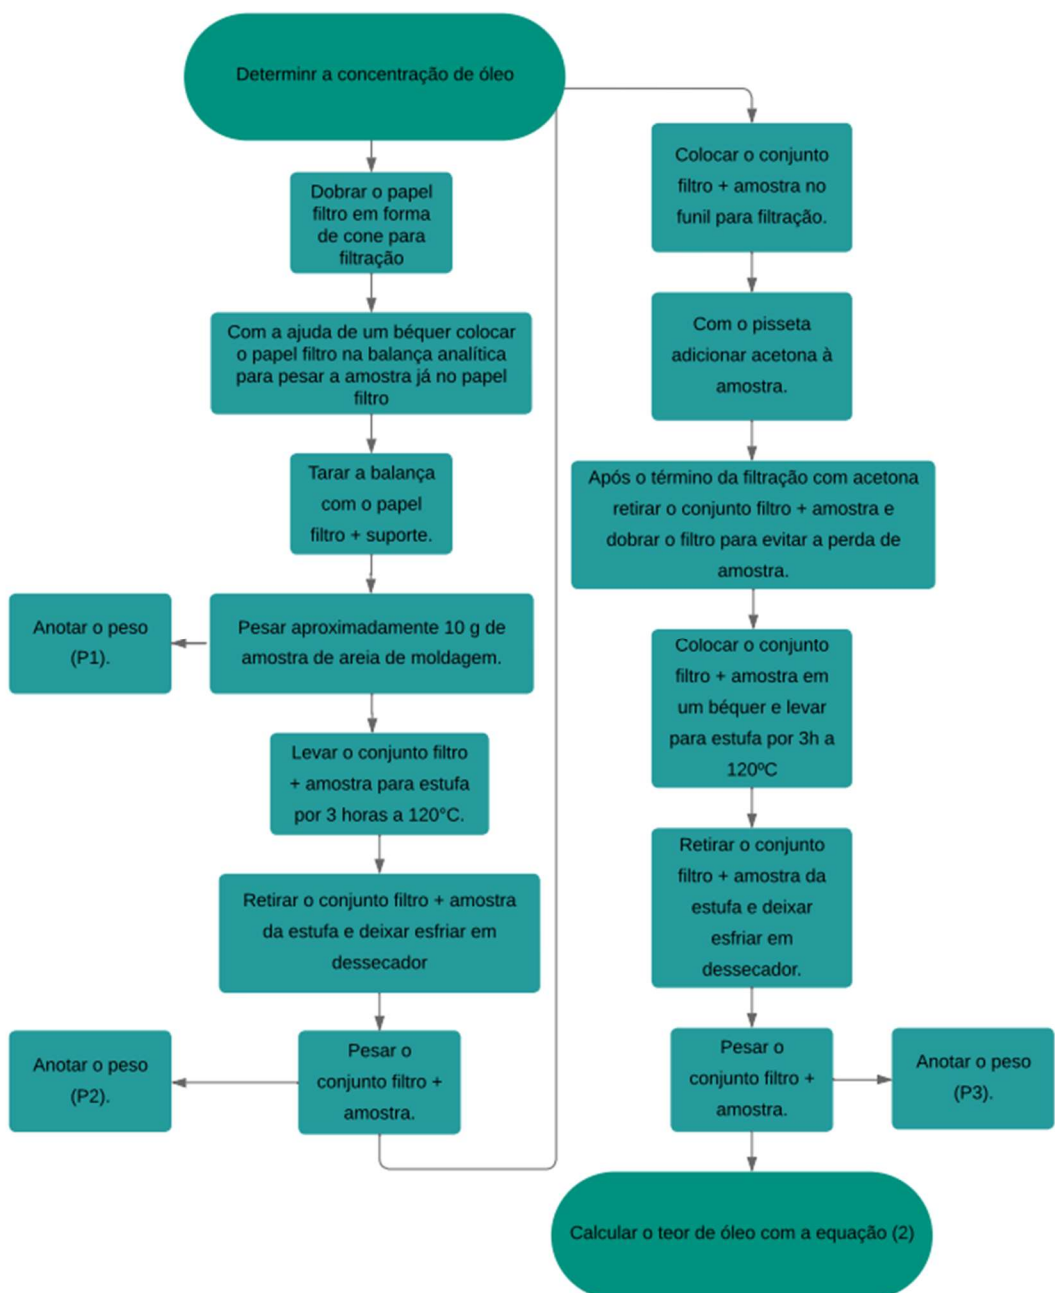 Determinr a concentração de óleo
Dobrar o papel
filtro em forma
de cone para
filtração
Com a ajuda de um béquer colocar
o papel filtro na balança analítica
para pesar a amostra já no papel
filtro
Tarar a balança
com o papel
filtro + suporte.
Pesar aproximadamente 10 g de
amostra de areia de moldagem.
Anotar o peso
(P1).
Levar o conjunto filtro
+ amostra para estufa
por 3 horas a 120°C.
Retirar o conjunto filtro + amostra
da estufa e deixar esfriar em
dessecador
Pesar o
conjunto filtro +
amostra.
Anotar o peso
(P2).
Colocar o conjunto
filtro + amostra no
funil para filtração.
Com o pisseta
adicionar acetona à
amostra.
Após o término da filtração com acetona
retirar o conjunto filtro + amostra e
dobrar o filtro para evitar a perda de
amostra.
Colocar o conjunto
filtro + amostra em
um béquer e levar
para estufa por 3h a
120ºC
Retirar o conjunto
filtro + amostra da
estufa e deixar
esfriar em
dessecador.
Pesar o
conjunto filtro +
amostra.
Anotar o peso
(P3).
Calcular o teor de óleo com a equação (2)